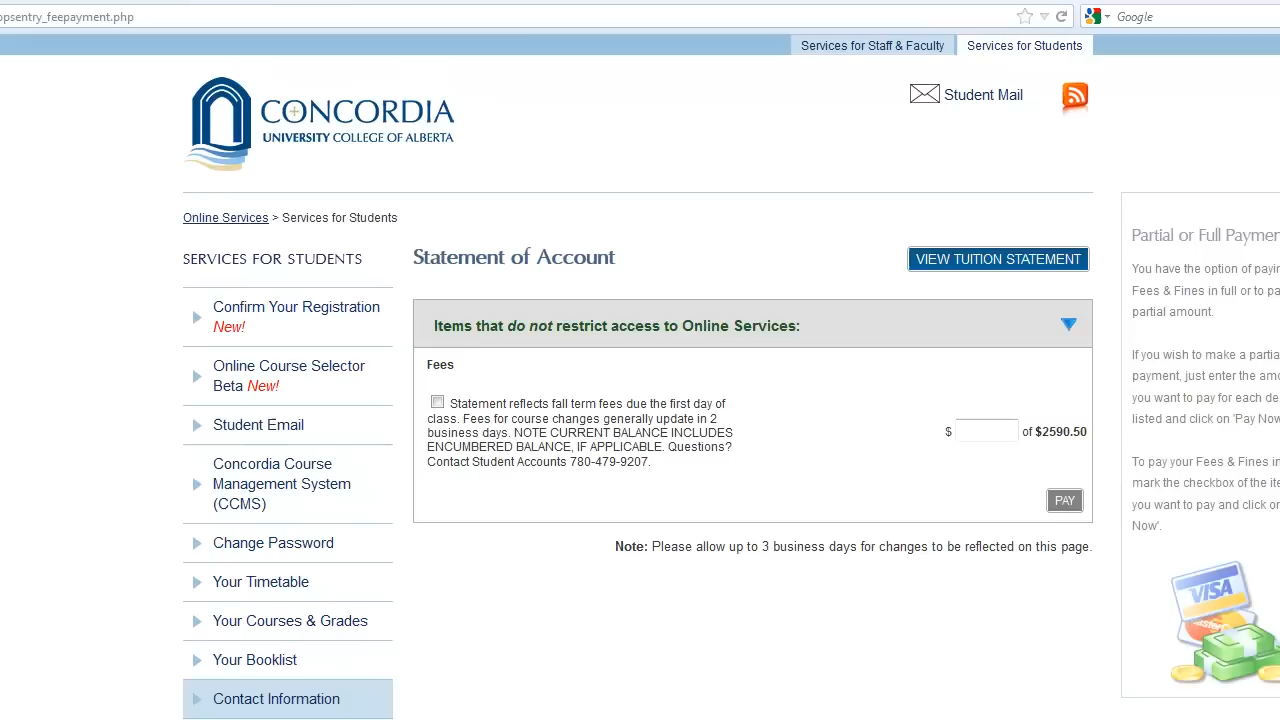 opsentry_feepayment.php
Google
Services for Staff & Faculty
Services for Students
CONCORDIA
UNIVERSITY COLLEGE OF ALBERTA
Student Mail
Online Services > Services for Students
SERVICES FOR STUDENTS
Confirm Your Registration
New!
Online Course Selector
Beta New!
Student Email
Concordia Course
Management System
(CCMS)
Change Password
Your Timetable
Your Courses & Grades
Your Booklist
Contact Information
Statement of Account
VIEW TUITION STATEMENT
Items that do not restrict access to Online Services:
Fees
Statement reflects fall term fees due the first day of
class. Fees for course changes generally update in 2
business days. NOTE CURRENT BALANCE INCLUDES
ENCUMBERED BALANCE, IF APPLICABLE. Questions?
Contact Student Accounts 780-479-9207.
$ of $2590.50
PAY
Note: Please allow up to 3 business days for changes to be reflected on this page.
Partial or Full Paymen
You have the option of payin
Fees & Fines in full or to pa
partial amount.
If you wish to make a partia
payment, just enter the amo
you want to pay for each de
listed and click on 'Pay Now
To pay your Fees & Fines in
mark the checkbox of the ite
you want to pay and click on
Now'.
VISA